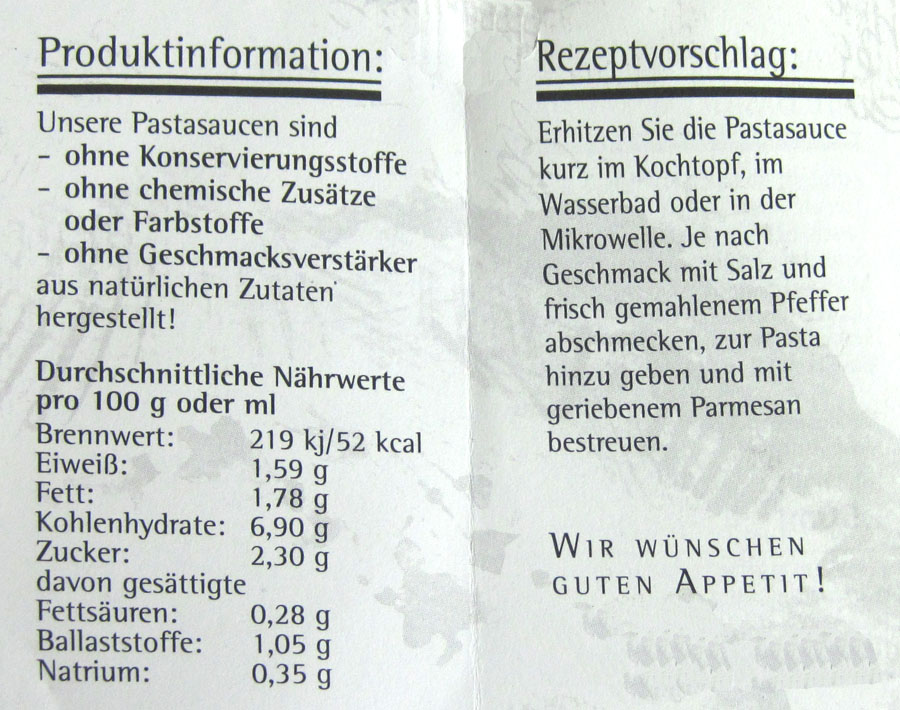 Produktinformation:
Unsere Pastasaucen sind
- ohne Konservierungsstoffe
- ohne chemische Zusätze
oder Farbstoffe
- ohne Geschmacksverstärker
aus natürlichen Zutaten
hergestellt!
Durchschnittliche Nährwerte
pro 100 g oder ml
Brennwert: 219 kj/52 kcal
Eiweiß: 1,59 g
Fett: 1,78 g
Kohlenhydrate: 6,90 g
Zucker: 2,30 g
davon gesättigte
Fettsäuren: 0,28 g
Ballaststoffe: 1,05 g
Natrium: 0,35 g
Rezeptvorschlag:
Erhitzen Sie die Pastasauce
kurz im Kochtopf, im
Wasserbad oder in der
Mikrowelle. Je nach
Geschmack mit Salz und
frisch gemahlenem Pfeffer
abschmecken, zur Pasta
hinzu geben und mit
geriebenem Parmesan
bestreuen.
WIR WÜNSCHEN
GUTEN APPETIT!